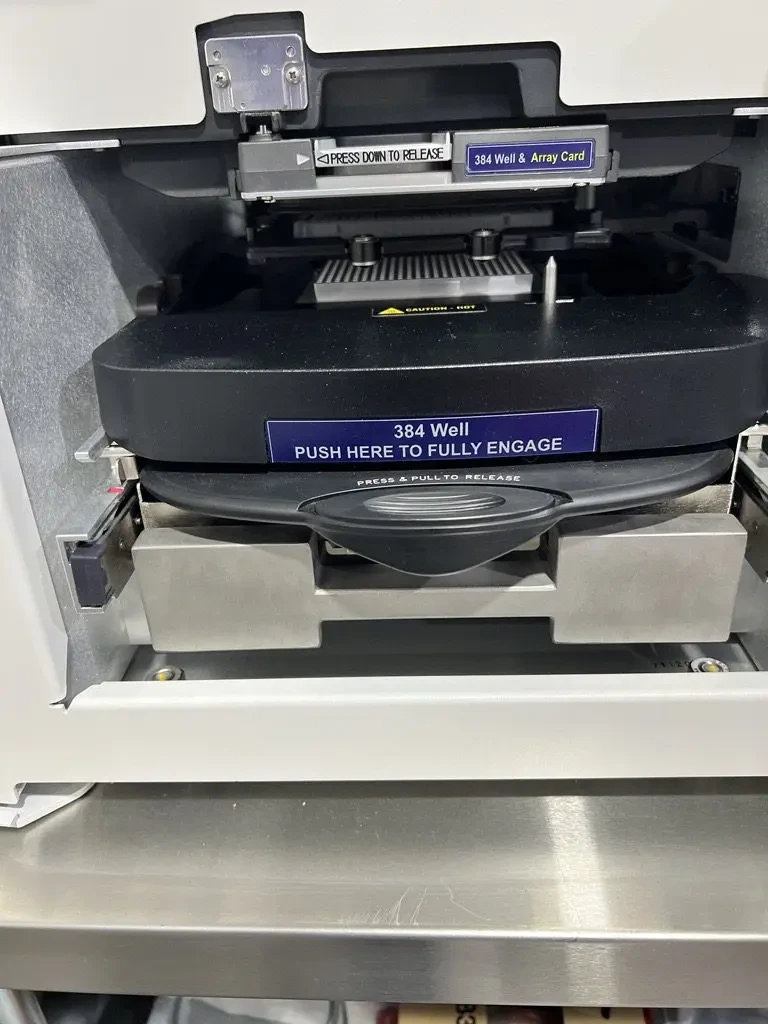 ◁PRESS DOWN TO RELEASE
384 Well & Array Card
CAUTION - HOT
384 Well
PUSH HERE TO FULLY ENGAGE
PRESS & PULL TO RELEASE